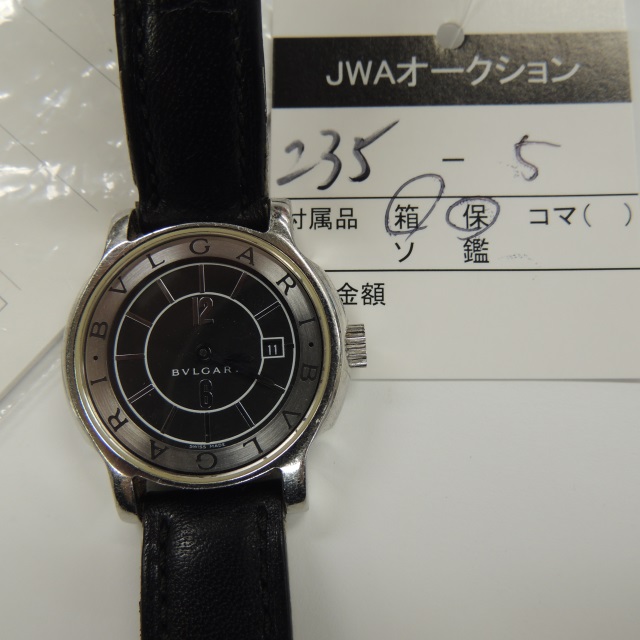 JWAオークション
235 - 5
付属品 箱 保 コマ( )
ソ 鑑
金額
BVLGARI • BVLGARI •
12
11
BVLGARI
6
SWISS MADE